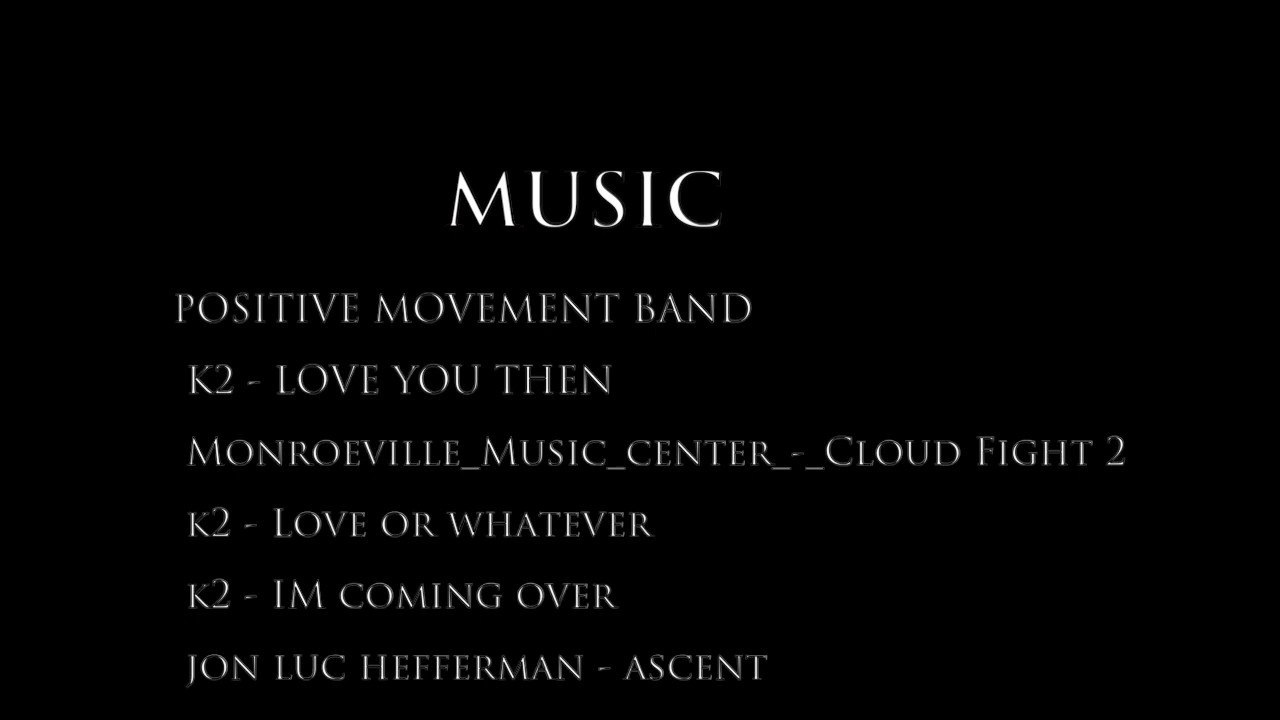 MUSIC
POSITIVE MOVEMENT BAND
K2 - LOVE YOU THEN
Monroeville_Music_center_-_Cloud Fight 2
k2 - Love or whatever
k2 - IM coming over
jon luc hefferman - ascent